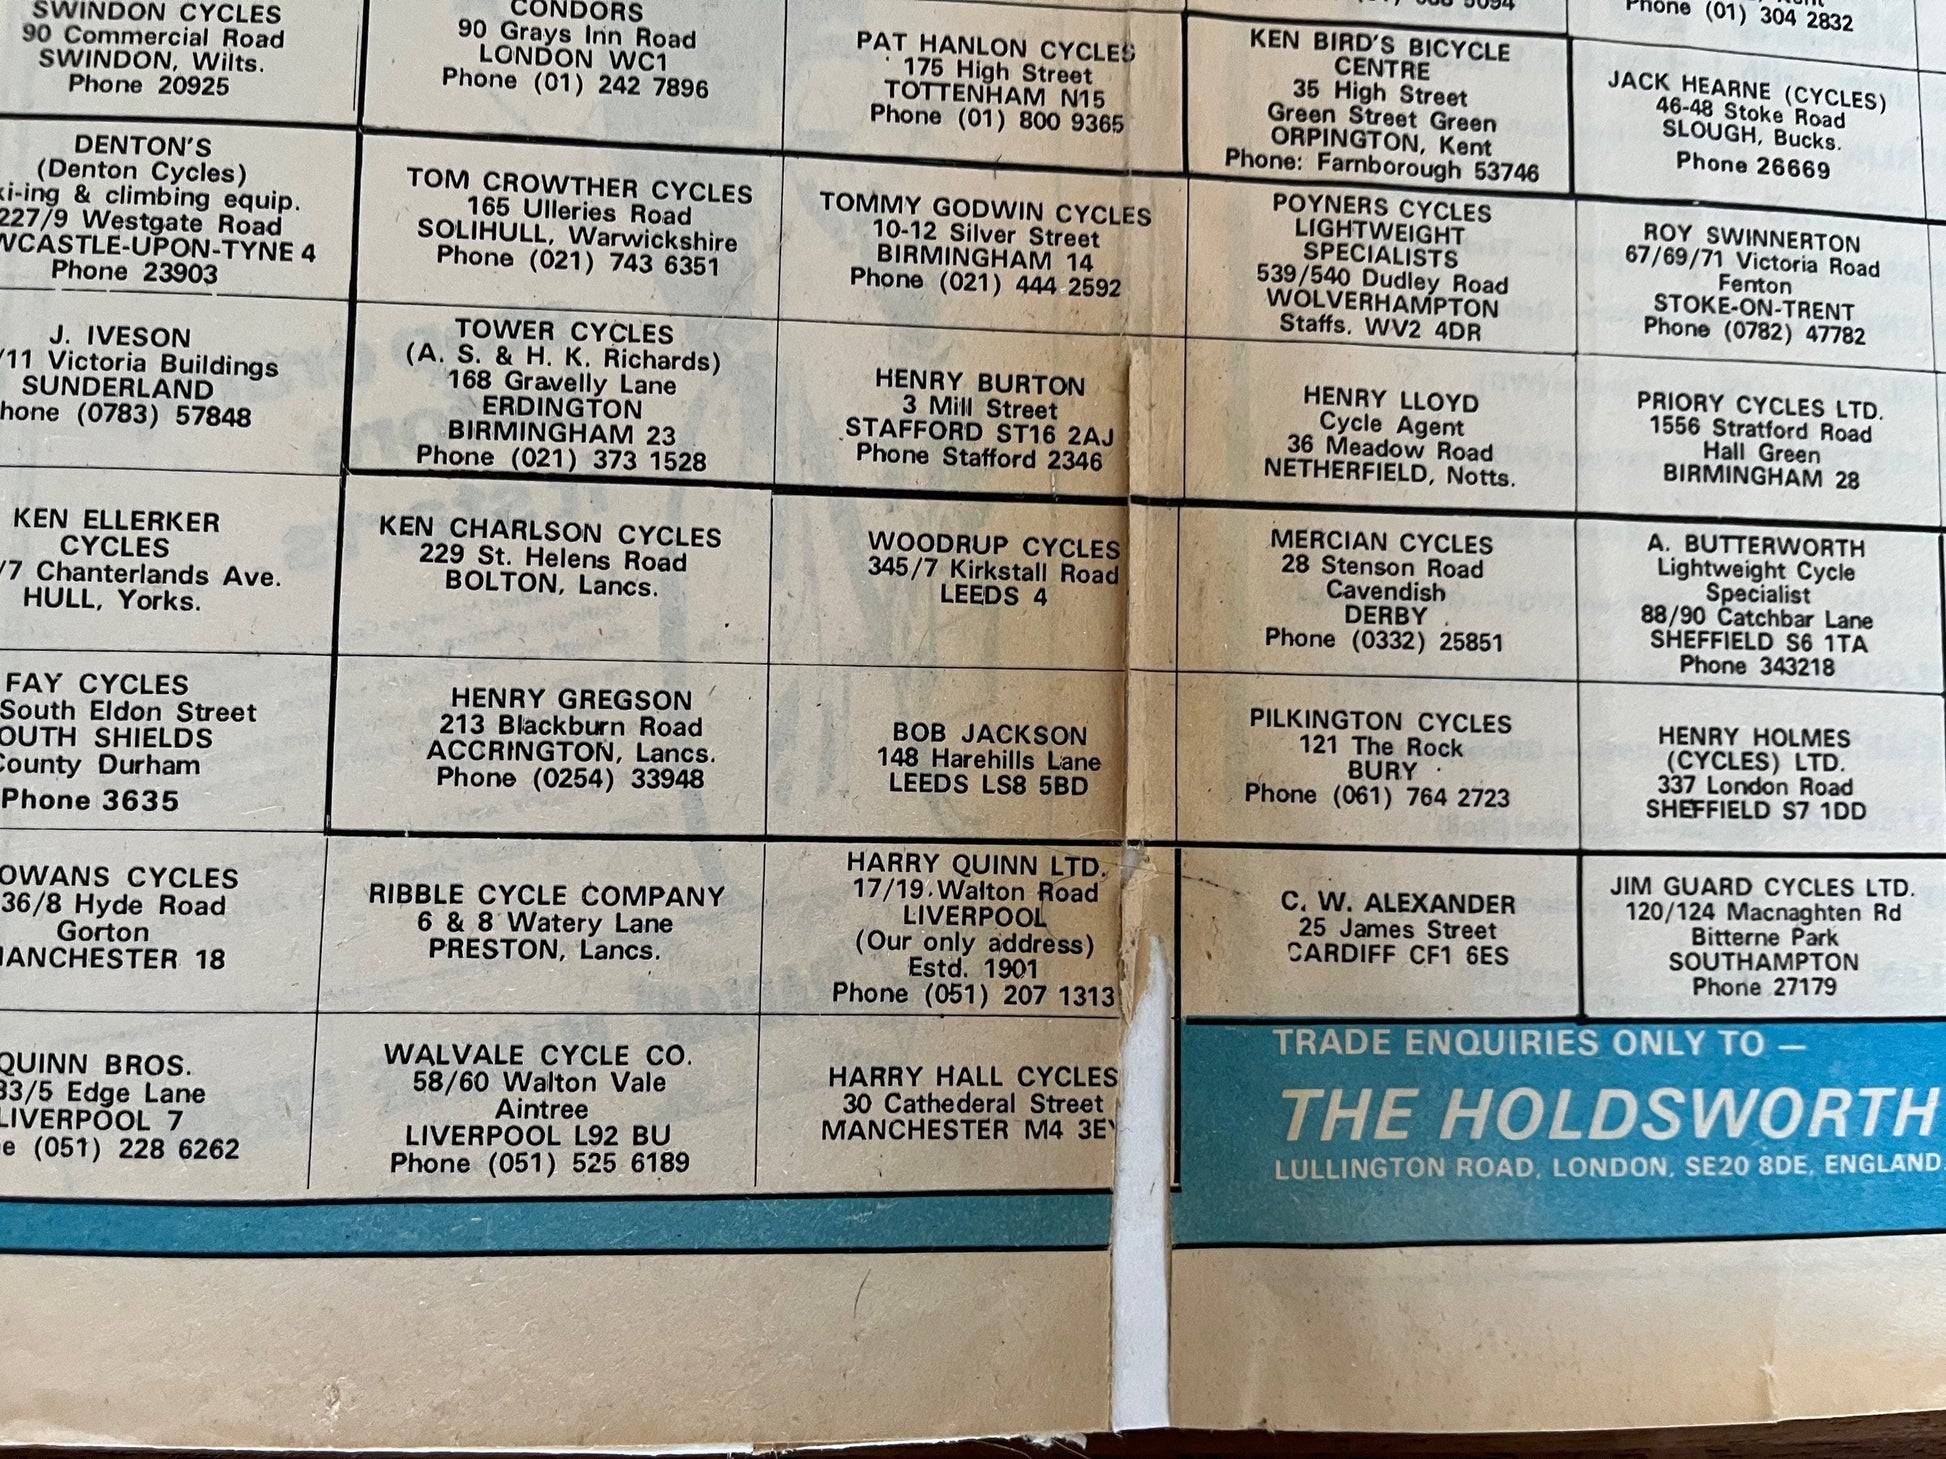 SWINDON CYCLES
90 Commercial Road
SWINDON, Wilts.
Phone 20925
CONDORS
90 Grays Inn Road
LONDON WC1
Phone (01) 242 7896
PAT HANLON CYCLES
175 High Street
TOTTENHAM N15
Phone (01) 800 9365
KEN BIRD'S BICYCLE
CENTRE
35 High Street
Green Street Green
ORPINGTON, Kent
Phone: Farnborough 53746
Phone (01) 304 2832
JACK HEARNE (CYCLES)
46-48 Stoke Road
SLOUGH, Bucks.
Phone 26669
DENTON'S
(Denton Cycles)
ki-ing & climbing equip.
227/9 Westgate Road
WCASTLE-UPON-TYNE 4
Phone 23903
TOM CROWTHER CYCLES
165 Ulleries Road
SOLIHULL, Warwickshire
Phone (021) 743 6351
TOMMY GODWIN CYCLES
10-12 Silver Street
BIRMINGHAM 14
Phone (021) 444 2592
POYNERS CYCLES
LIGHTWEIGHT
SPECIALISTS
539/540 Dudley Road
WOLVERHAMPTON
Staffs. WV2 4DR
ROY SWINNERTON
67/69/71 Victoria Road
Fenton
STOKE-ON-TRENT
Phone (0782) 47782
J. IVESON
/11 Victoria Buildings
SUNDERLAND
hone (0783) 57848
TOWER CYCLES
(A. S. & H. K. Richards)
168 Gravelly Lane
ERDINGTON
BIRMINGHAM 23
Phone (021) 373 1528
HENRY BURTON
3 Mill Street
STAFFORD ST16 2AJ
Phone Stafford 2346
HENRY LLOYD
Cycle Agent
36 Meadow Road
NETHERFIELD, Notts.
PRIORY CYCLES LTD.
1556 Stratford Road
Hall Green
BIRMINGHAM 28
KEN ELLERKER
CYCLES
/7 Chanterlands Ave.
HULL, Yorks.
KEN CHARLSON CYCLES
229 St. Helens Road
BOLTON, Lancs.
WOODRUP CYCLES
345/7 Kirkstall Road
LEEDS 4
MERCIAN CYCLES
28 Stenson Road
Cavendish
DERBY
Phone (0332) 25851
A. BUTTERWORTH
Lightweight Cycle
Specialist
88/90 Catchbar Lane
SHEFFIELD S6 1TA
Phone 343218
FAY CYCLES
South Eldon Street
OUTH SHIELDS
County Durham
Phone 3635
HENRY GREGSON
213 Blackburn Road
ACCRINGTON, Lancs.
Phone (0254) 33948
BOB JACKSON
148 Harehills Lane
LEEDS LS8 5BD
PILKINGTON CYCLES
121 The Rock
BURY
Phone (061) 764 2723
HENRY HOLMES
(CYCLES) LTD.
337 London Road
SHEFFIELD S7 1DD
OWANS CYCLES
36/8 Hyde Road
Gorton
MANCHESTER 18
RIBBLE CYCLE COMPANY
6 & 8 Watery Lane
PRESTON, Lancs.
HARRY QUINN LTD.
17/19 Walton Road
LIVERPOOL
(Our only address)
Estd. 1901
Phone (051) 207 1313
C. W. ALEXANDER
25 James Street
CARDIFF CF1 6ES
JIM GUARD CYCLES LTD.
120/124 Macnaghten Rd
Bitterne Park
SOUTHAMPTON
Phone 27179
QUINN BROS.
33/5 Edge Lane
LIVERPOOL 7
e (051) 228 6262
WALVALE CYCLE CO.
58/60 Walton Vale
Aintree
LIVERPOOL L92 BU
Phone (051) 525 6189
HARRY HALL CYCLES
30 Cathederal Street
MANCHESTER M4 3EY
TRADE ENQUIRIES ONLY TO —
THE HOLDSWORTH
LULLINGTON ROAD, LONDON, SE20 8DE, ENGLAND.